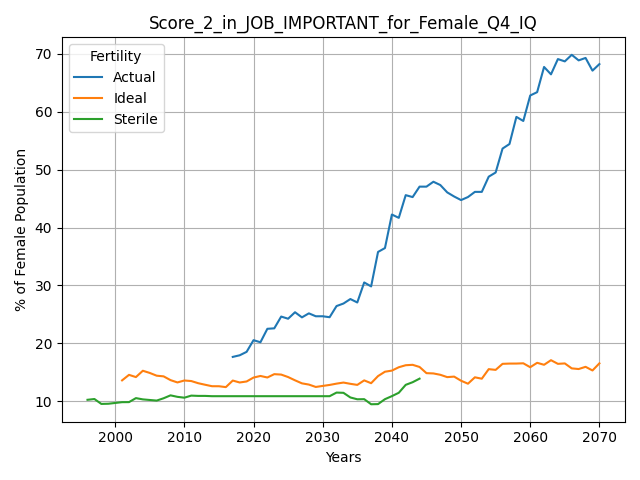 Score_2_in_JOB_IMPORTANT_for_Female_Q4_IQ
% of Female Population
70
60
50
40
30
20
10
Fertility
Actual
Ideal
Sterile
2000
2010
2020
2030
2040
2050
2060
2070
Years